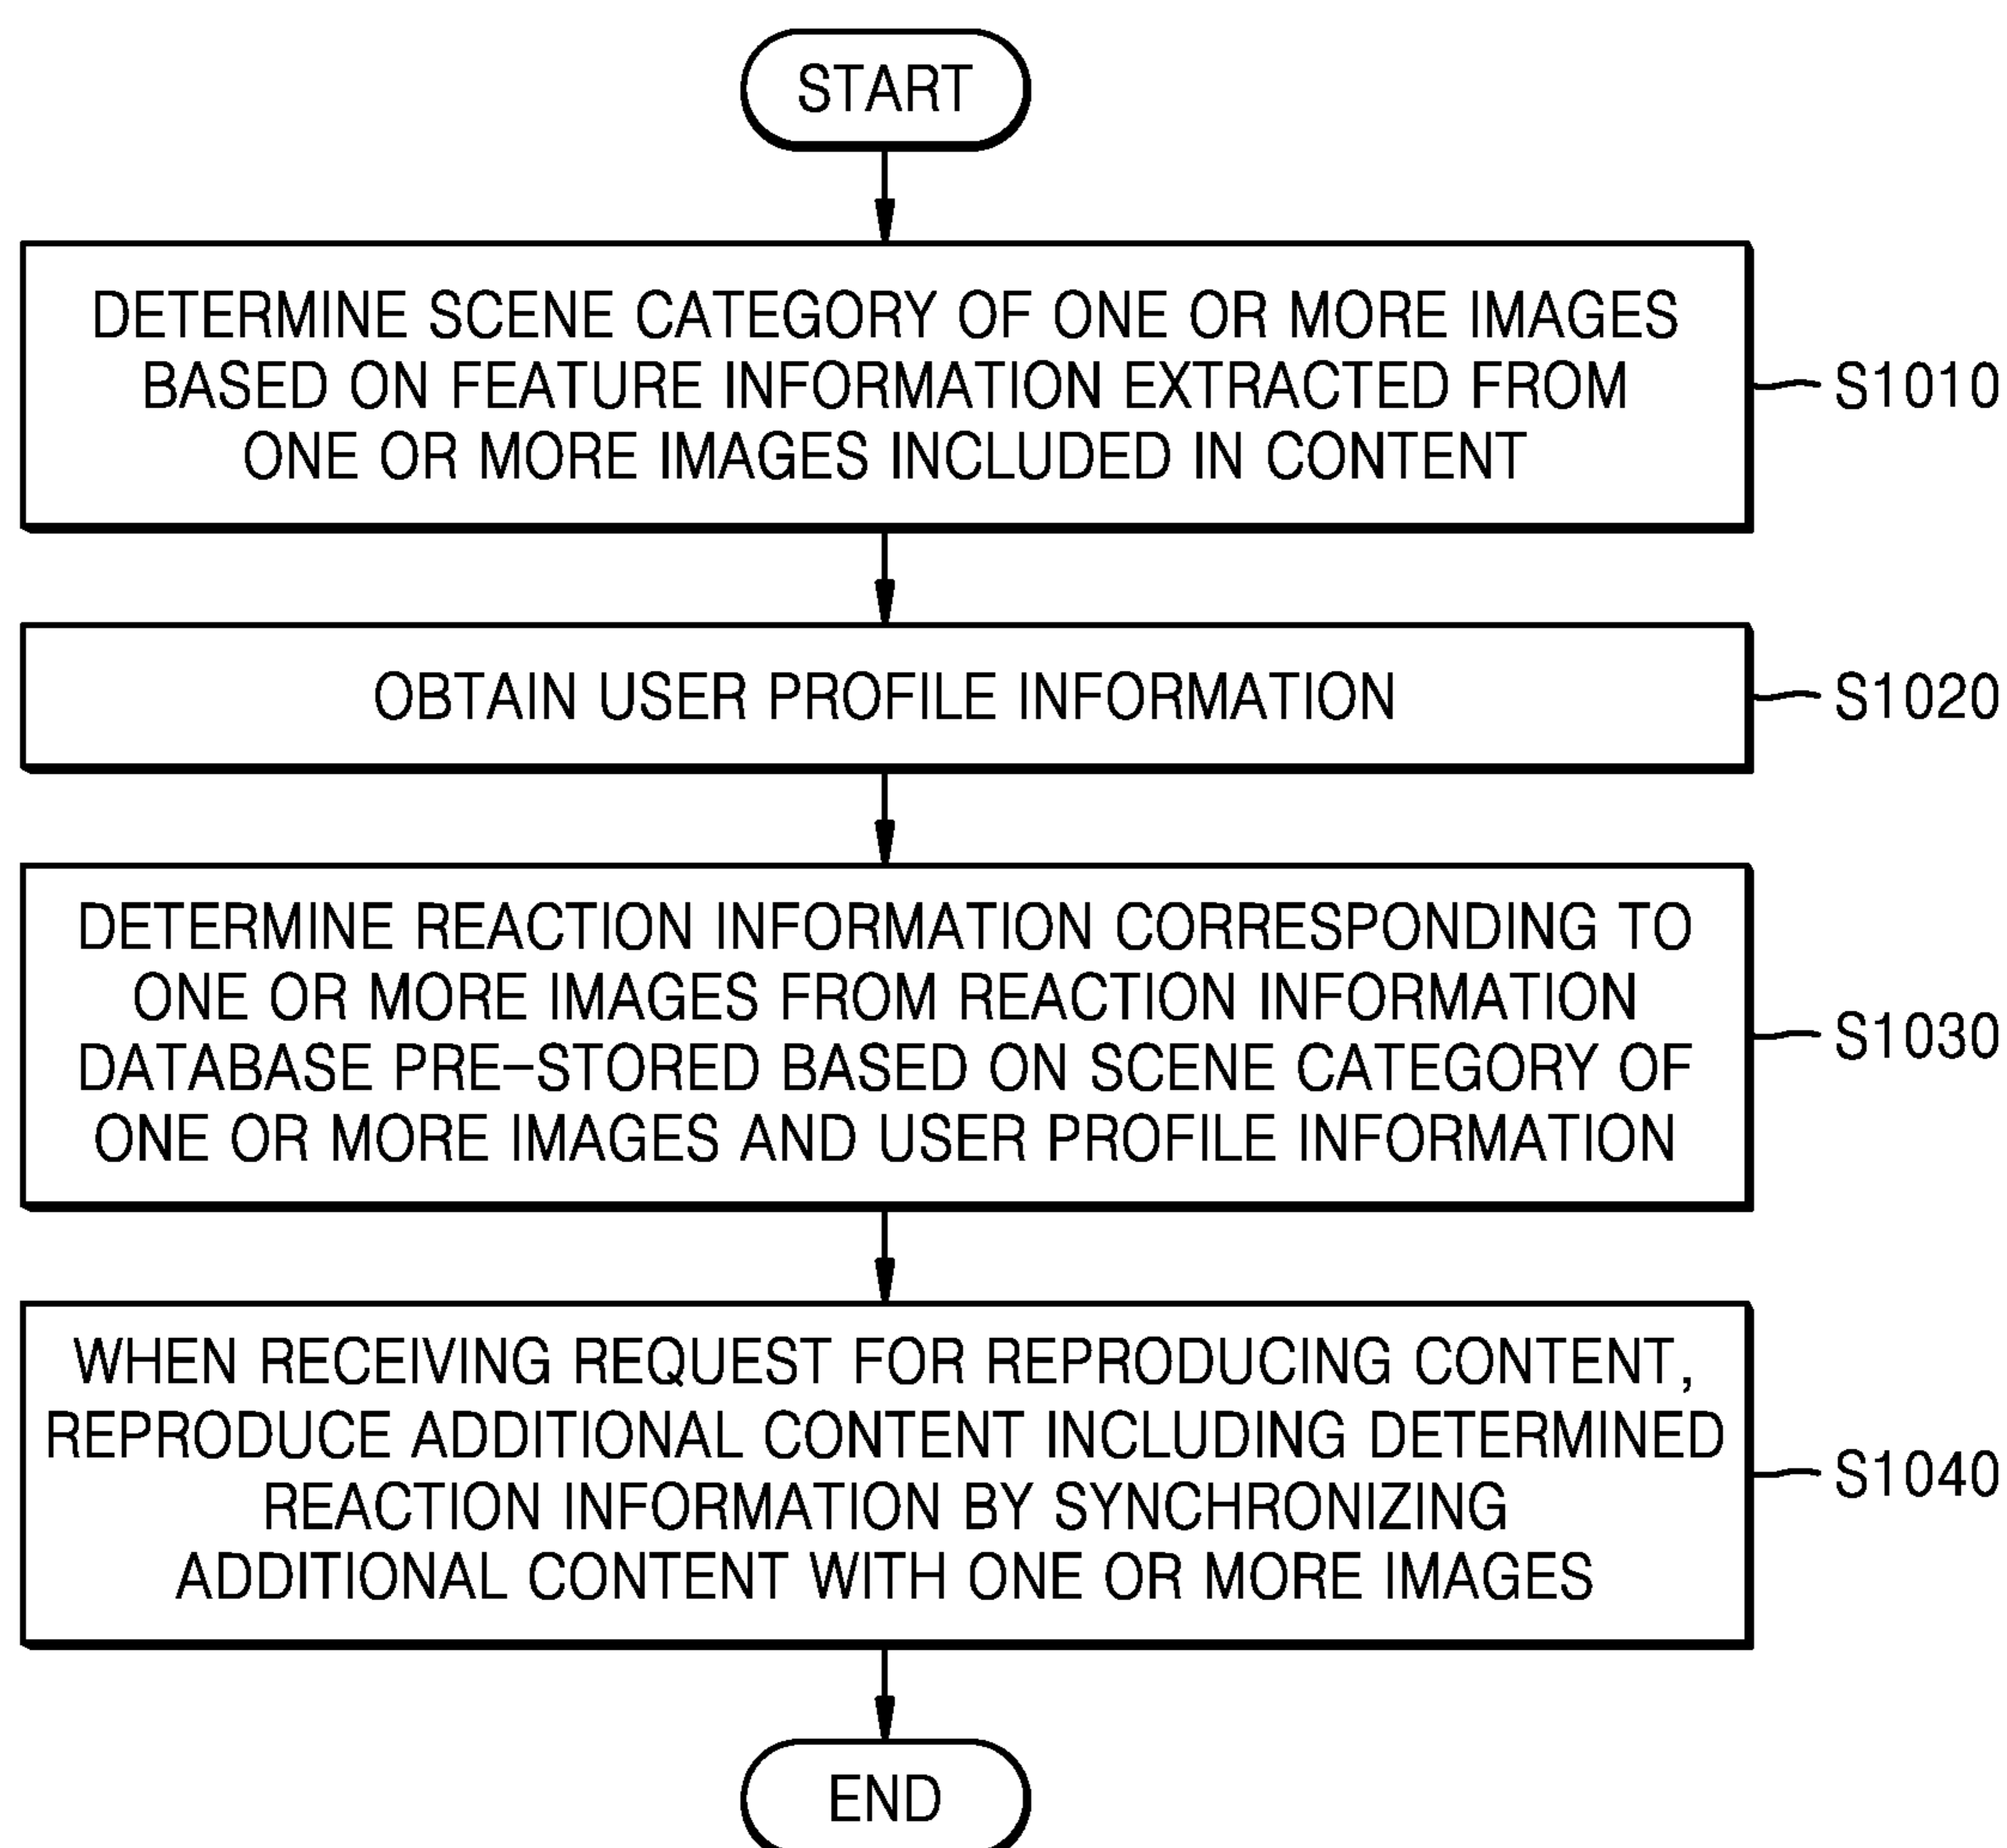 START
DETERMINE SCENE CATEGORY OF ONE OR MORE IMAGES
BASED ON FEATURE INFORMATION EXTRACTED FROM
ONE OR MORE IMAGES INCLUDED IN CONTENT
S1010
OBTAIN USER PROFILE INFORMATION
S1020
DETERMINE REACTION INFORMATION CORRESPONDING TO
ONE OR MORE IMAGES FROM REACTION INFORMATION
DATABASE PRE-STORED BASED ON SCENE CATEGORY OF
ONE OR MORE IMAGES AND USER PROFILE INFORMATION
S1030
WHEN RECEIVING REQUEST FOR REPRODUCING CONTENT,
REPRODUCE ADDITIONAL CONTENT INCLUDING DETERMINED
REACTION INFORMATION BY SYNCHRONIZING
ADDITIONAL CONTENT WITH ONE OR MORE IMAGES
S1040
END